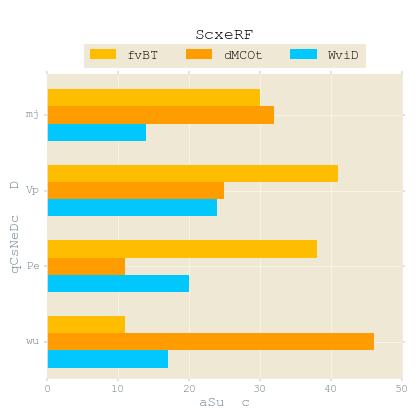 ScxeRF
fvBT dMCOt WviD
mj
Vp
Pe
wu
qCsNeDc D
0 10 20 30 40 50
aSu c